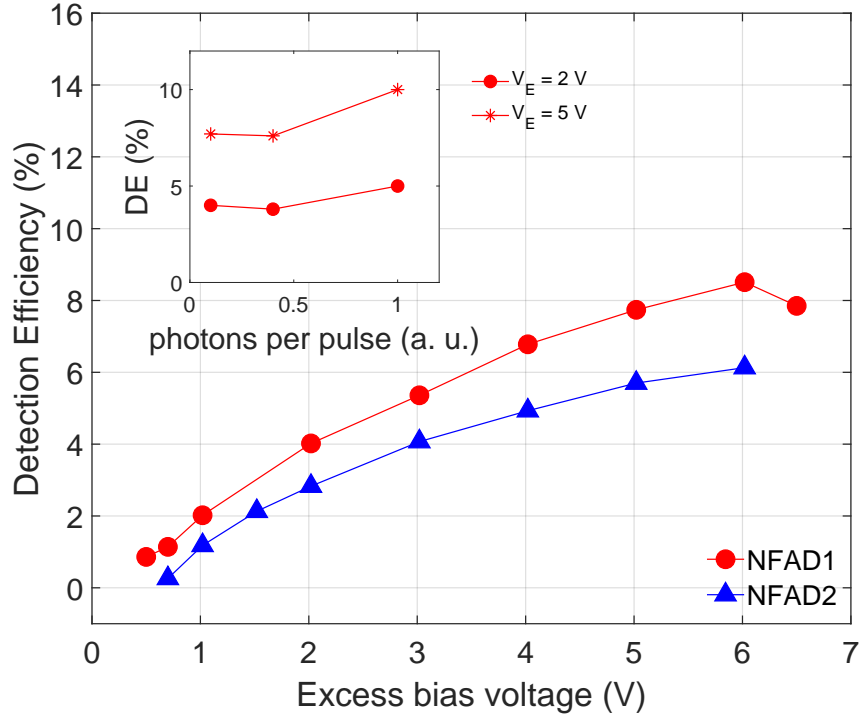 16
14
12
10
8
6
4
2
0
0
1
2
3
4
5
6
7
Detection Efficiency (%)
Excess bias voltage (V)
10
5
0
0
0.5
1
DE (%)
photons per pulse (a. u.)
V_E = 2 V
V_E = 5 V
NFAD1
NFAD2